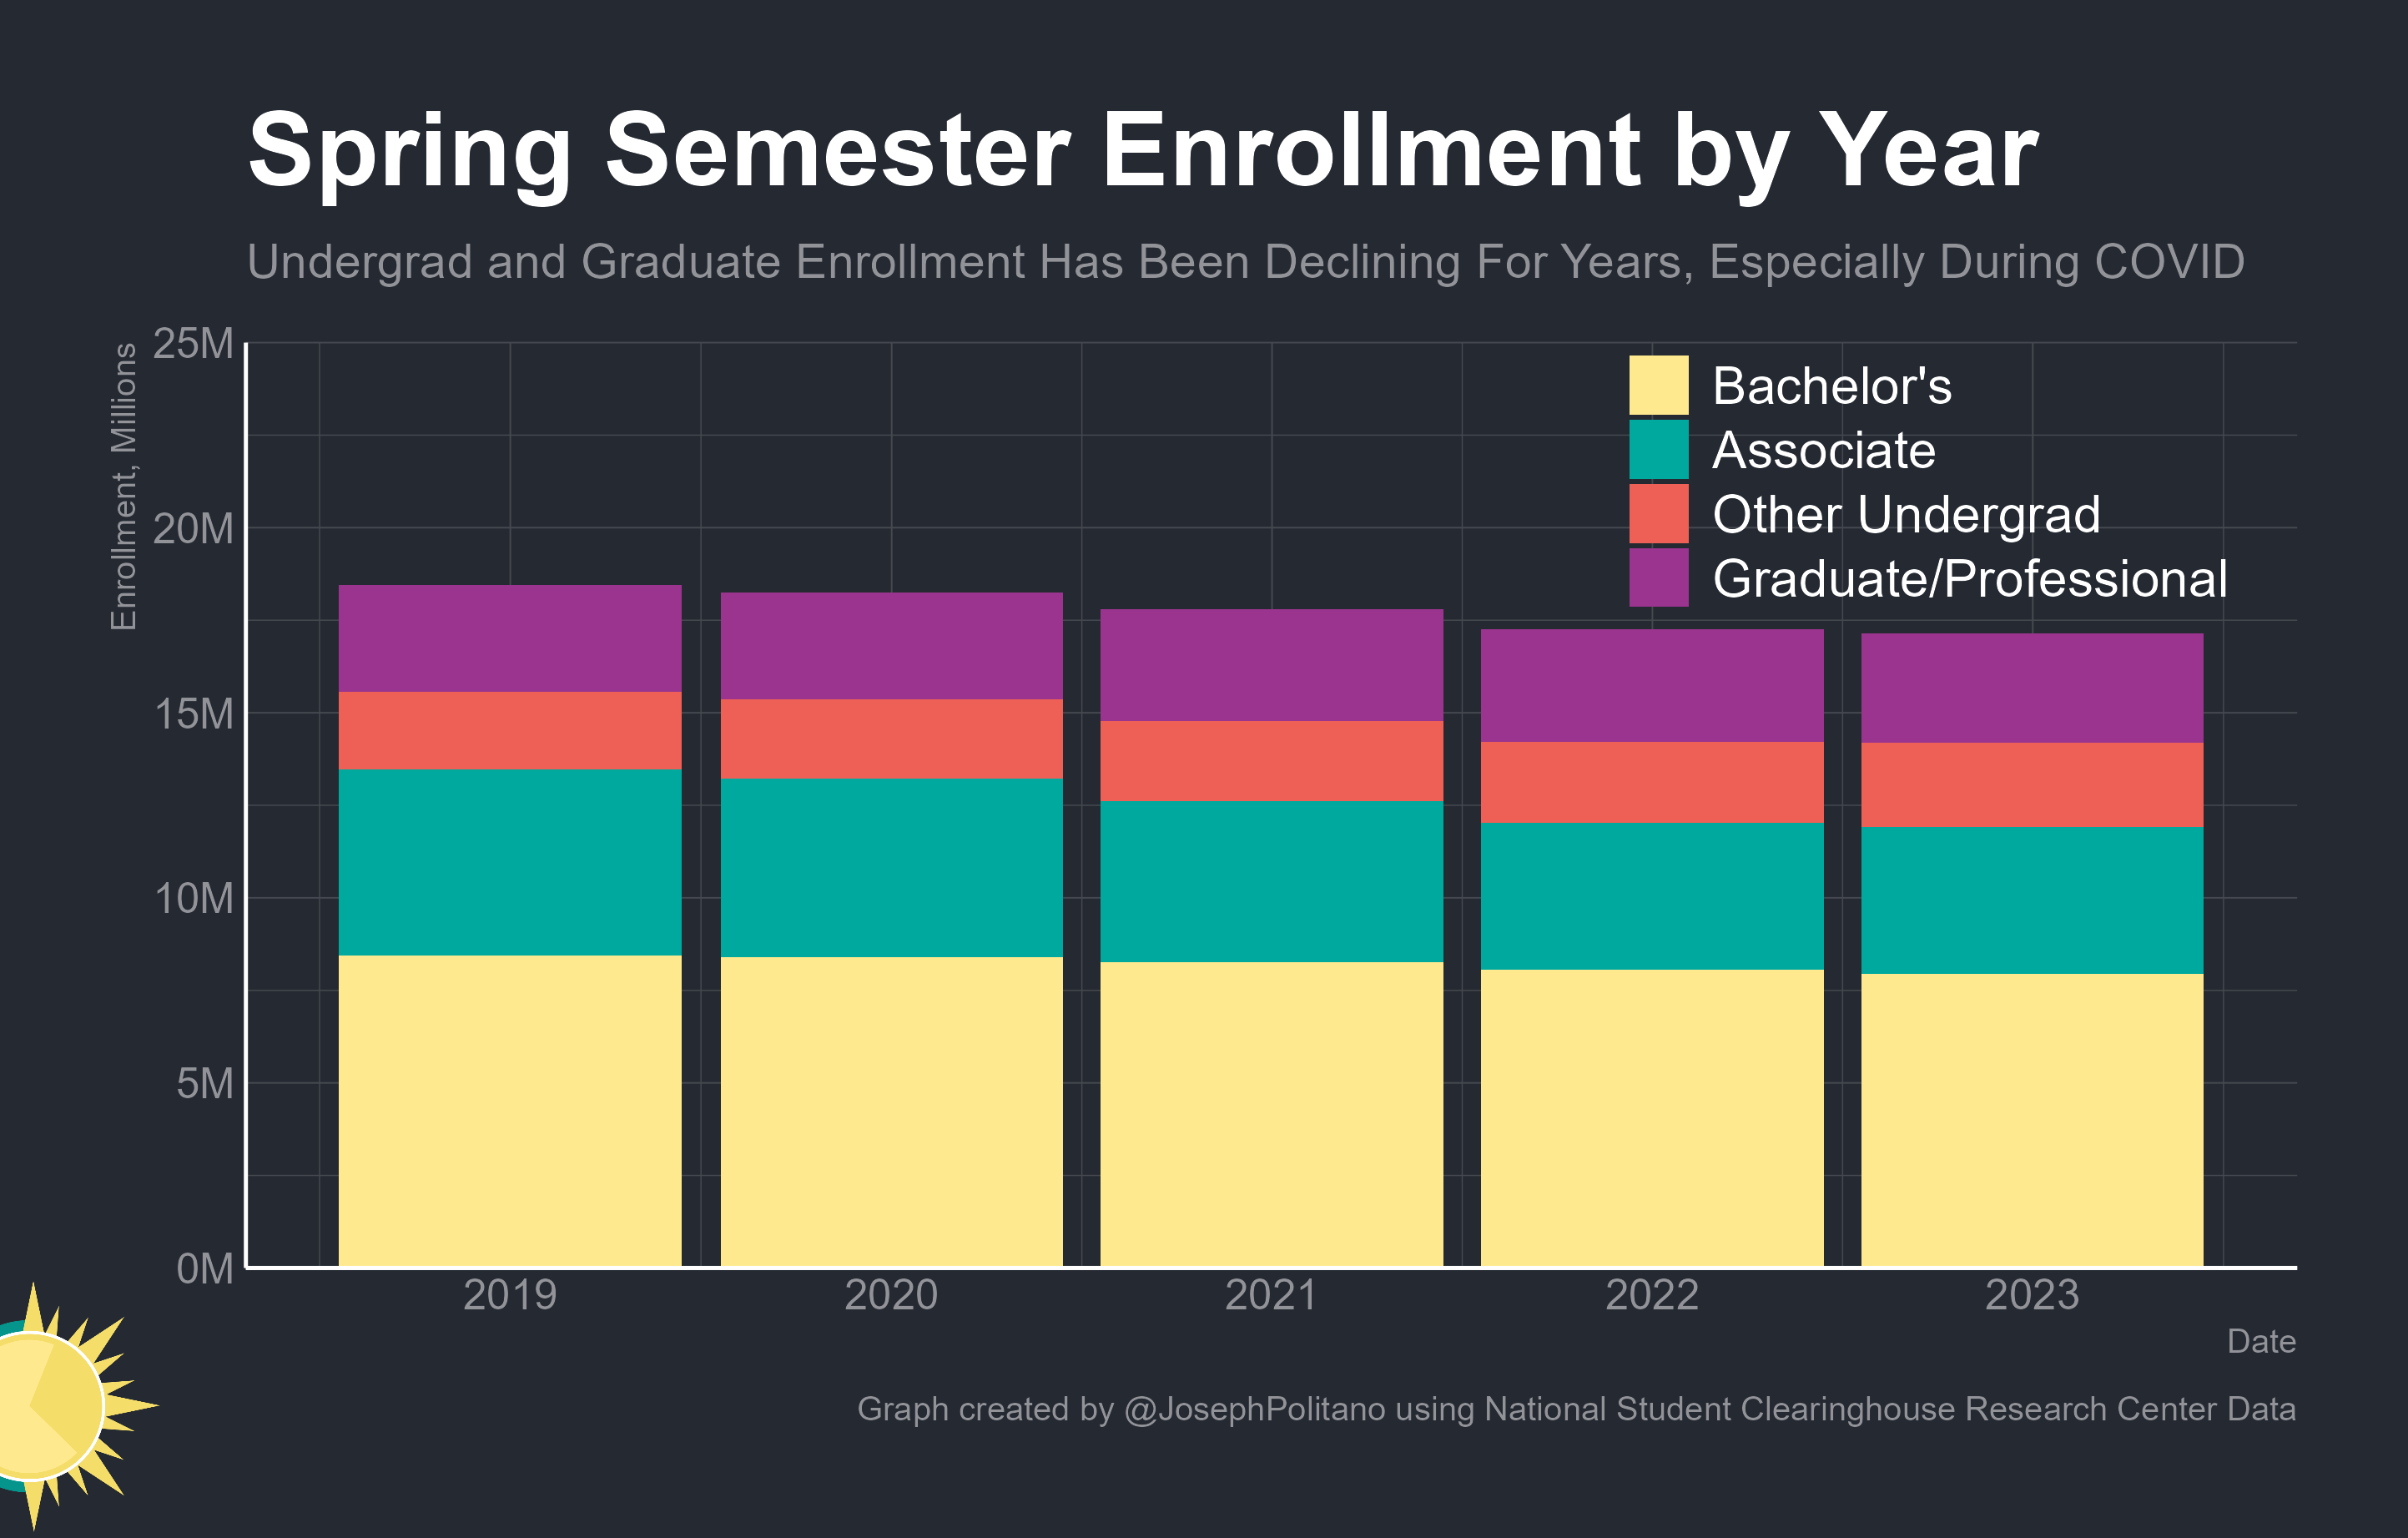 Spring Semester Enrollment by Year
Undergrad and Graduate Enrollment Has Been Declining For Years, Especially During COVID
Enrollment, Millions
25M
20M
15M
10M
5M
0M
Bachelor's
Associate
Other Undergrad
Graduate/Professional
2019
2020
2021
2022
2023
Date
Graph created by @JosephPolitano using National Student Clearinghouse Research Center Data